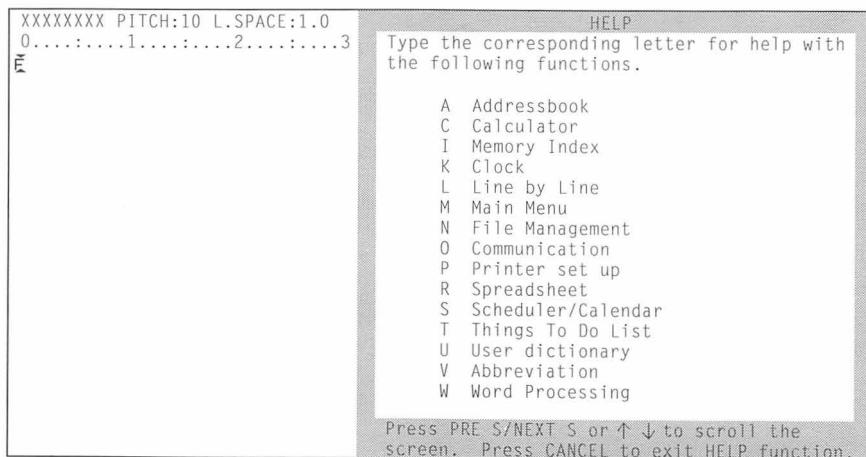 XXXXXXXX PITCH:10 L.SPACE:1.0
0....:....1....:....2....:....3
E
HELP
Type the corresponding letter for help with
the following functions.
A Addressbook
C Calculator
I Memory Index
K Clock
L Line by Line
M Main Menu
N File Management
O Communication
P Printer set up
R Spreadsheet
S Scheduler/Calendar
T Things To Do List
U User dictionary
V Abbreviation
W Word Processing
Press PRE S/NEXT S or ↑ ↓ to scroll the
screen. Press CANCEL to exit HELP function.